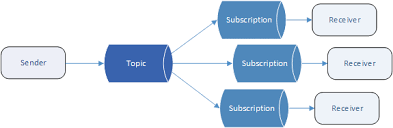 Subscription
Receiver
Sender
Topic
Subscription
Receiver
Subscription
Receiver